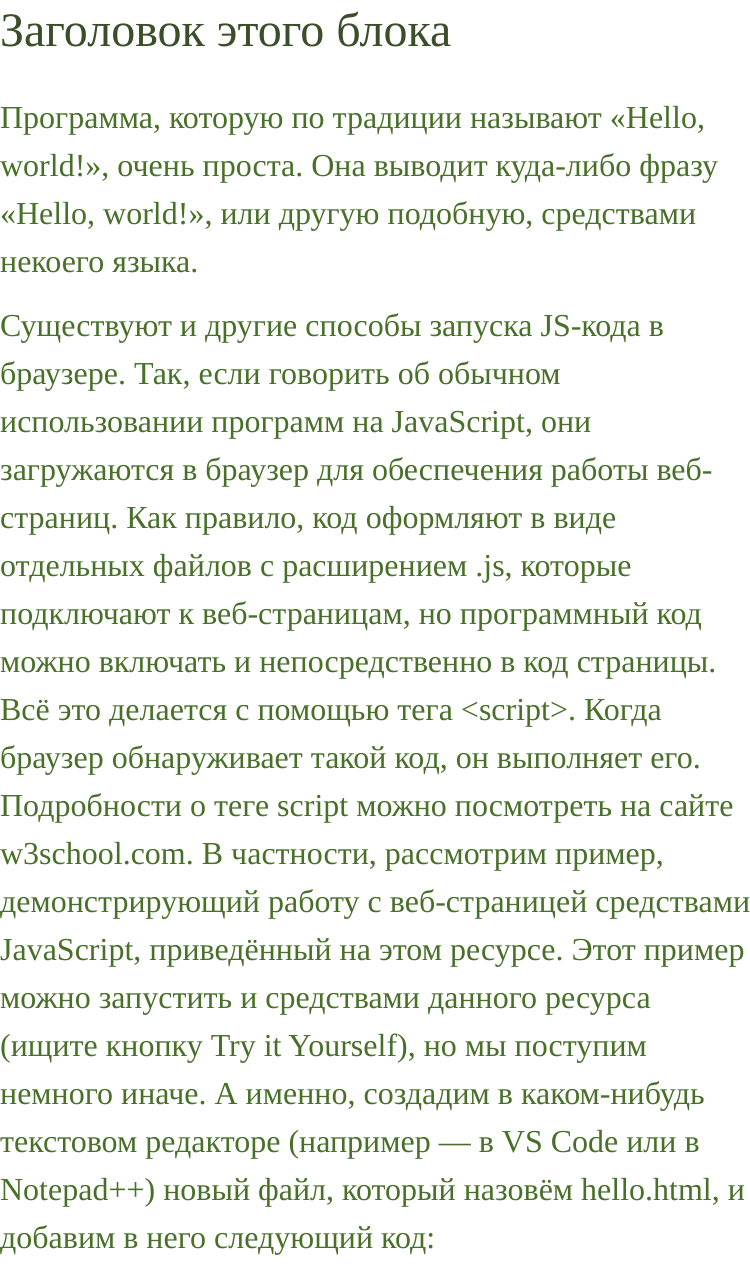 Заголовок этого блока
Программа, которую по традиции называют «Hello,
world!», очень проста. Она выводит куда-либо фразу
«Hello, world!», или другую подобную, средствами
некоего языка.
Существуют и другие способы запуска JS-кода в
браузере. Так, если говорить об обычном
использовании программ на JavaScript, они
загружаются в браузер для обеспечения работы веб-
страниц. Как правило, код оформляют в виде
отдельных файлов с расширением .js, которые
подключают к веб-страницам, но программный код
можно включать и непосредственно в код страницы.
Всё это делается с помощью тега <script>. Когда
браузер обнаруживает такой код, он выполняет его.
Подробности о теге script можно посмотреть на сайте
w3school.com. В частности, рассмотрим пример,
демонстрирующий работу с веб-страницей средствами
JavaScript, приведённый на этом ресурсе. Этот пример
можно запустить и средствами данного ресурса
(ищите кнопку Try it Yourself), но мы поступим
немного иначе. А именно, создадим в каком-нибудь
текстовом редакторе (например — в VS Code или в
Notepad++) новый файл, который назовём hello.html, и
добавим в него следующий код: